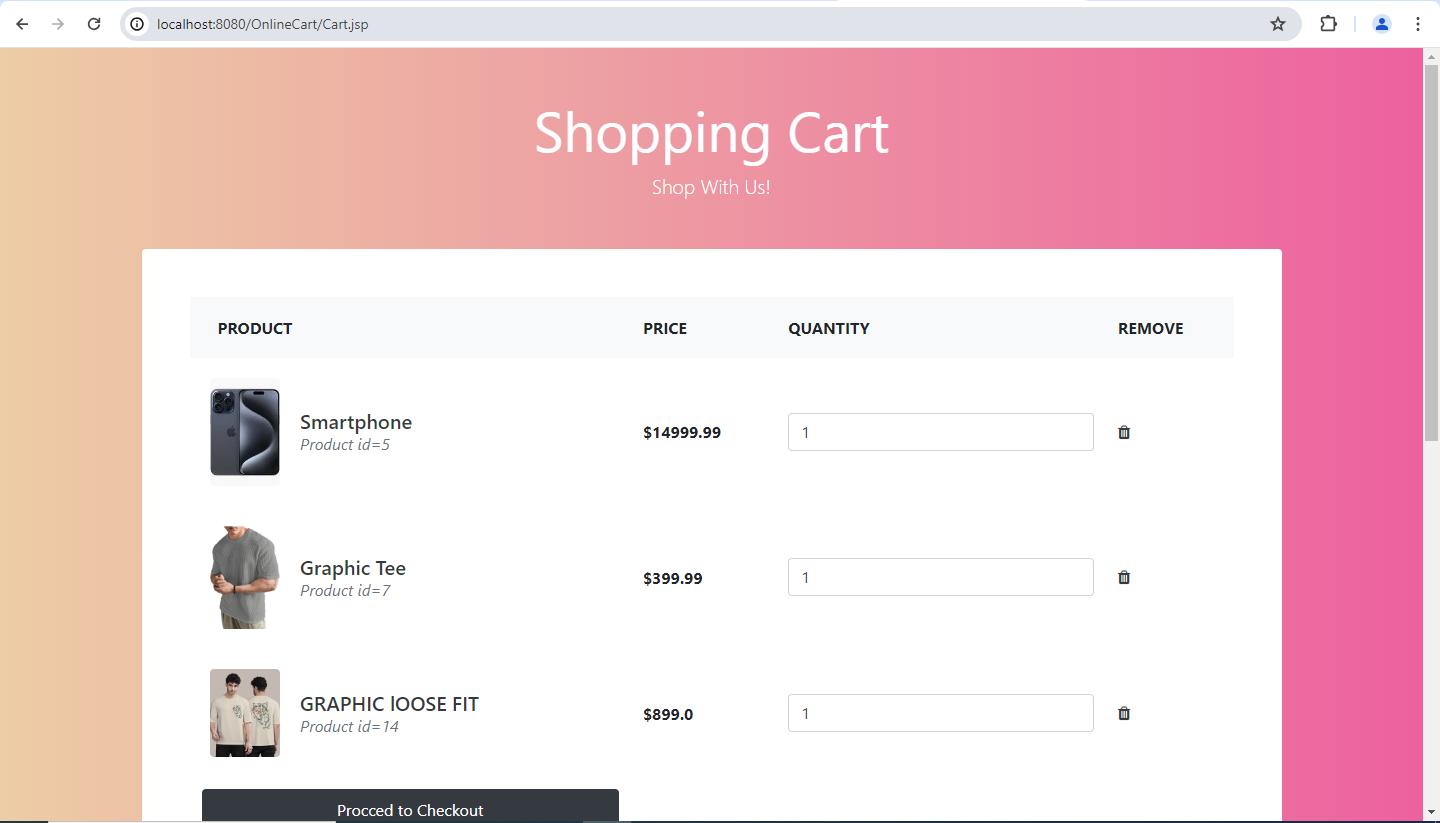 localhost:8080/OnlineCart/Cart.jsp
Shopping Cart
Shop With Us!
PRODUCT PRICE QUANTITY REMOVE
Smartphone
Product id=5
$14999.99
1
Graphic Tee
Product id=7
$399.99
1
GRAPHIC lOOSE FIT
Product id=14
$899.0
1
Procced to Checkout